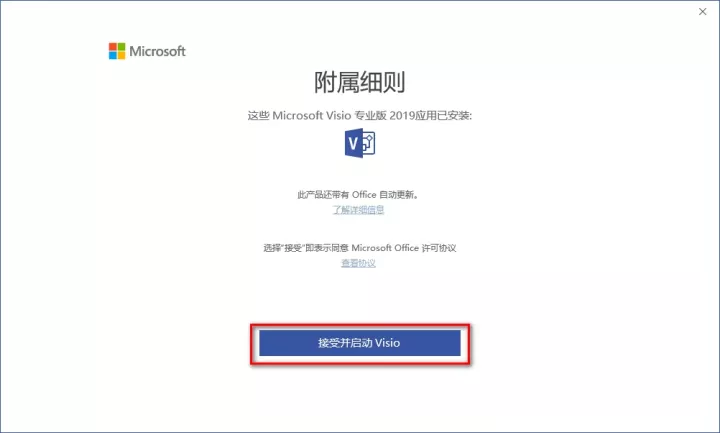 Microsoft
附属细则
这些 Microsoft Visio 专业版 2019应用已安装:
V
此产品还带有 Office 自动更新。
了解详细信息
选择"接受"即表示同意 Microsoft Office 许可协议
查看协议
接受并启动 Visio